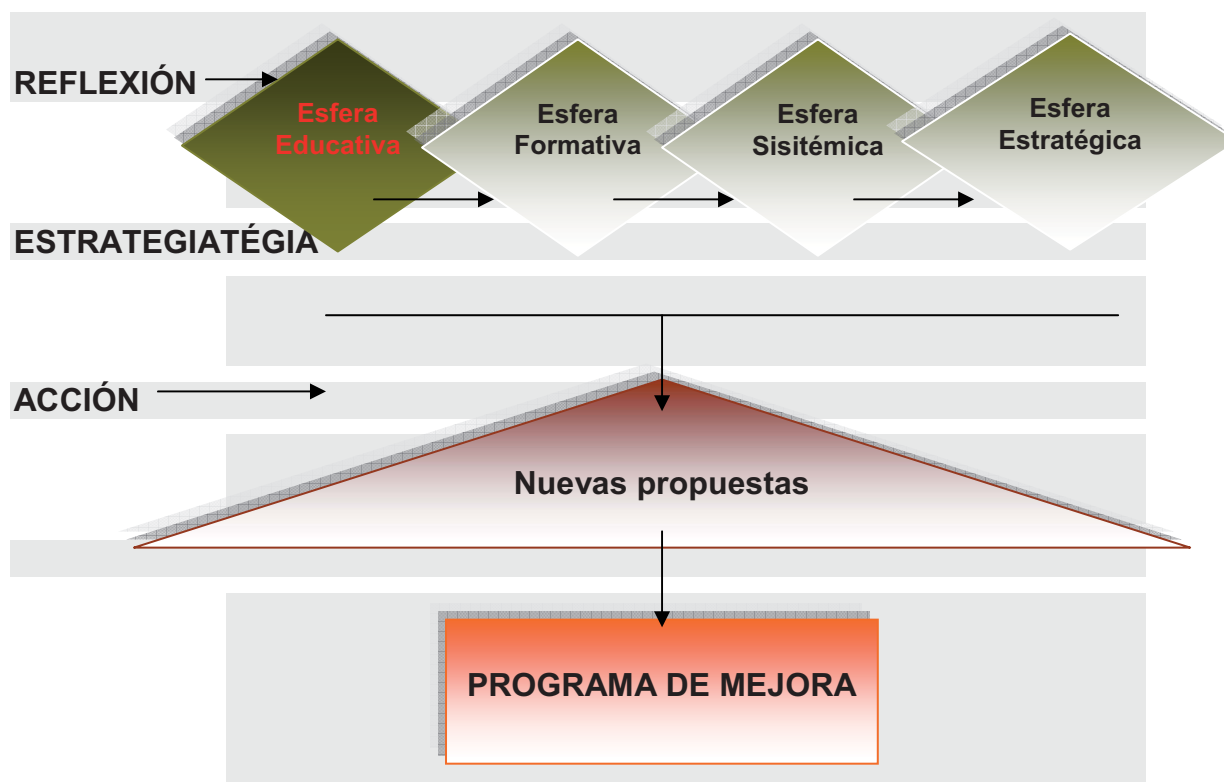 REFLEXIÓN
Esfera
Educativa
Esfera
Formativa
Esfera
Sisitémica
Esfera
Estratégica
ESTRATEGIATÉGIA
ACCIÓN
Nuevas propuestas
PROGRAMA DE MEJORA